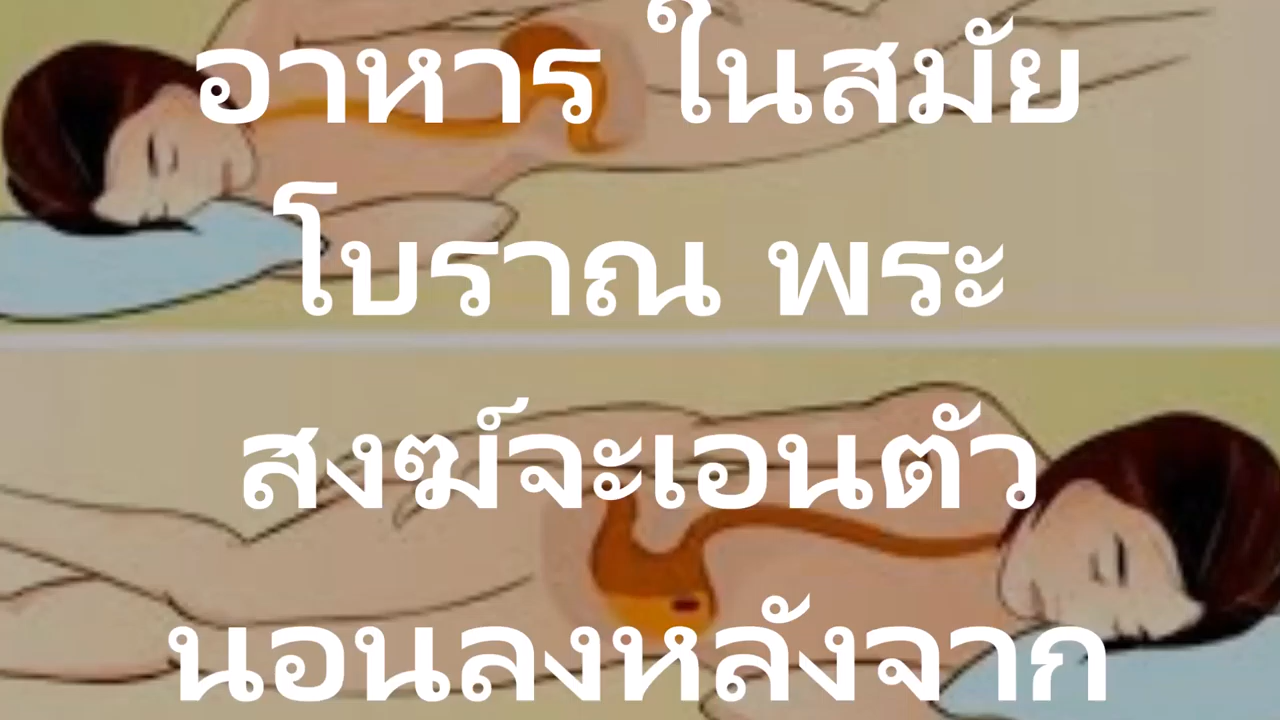 อาหาร ในสมัย
โบราณ พระ
สงฆ์จะเอนตัว
นอนลงหลังจาก